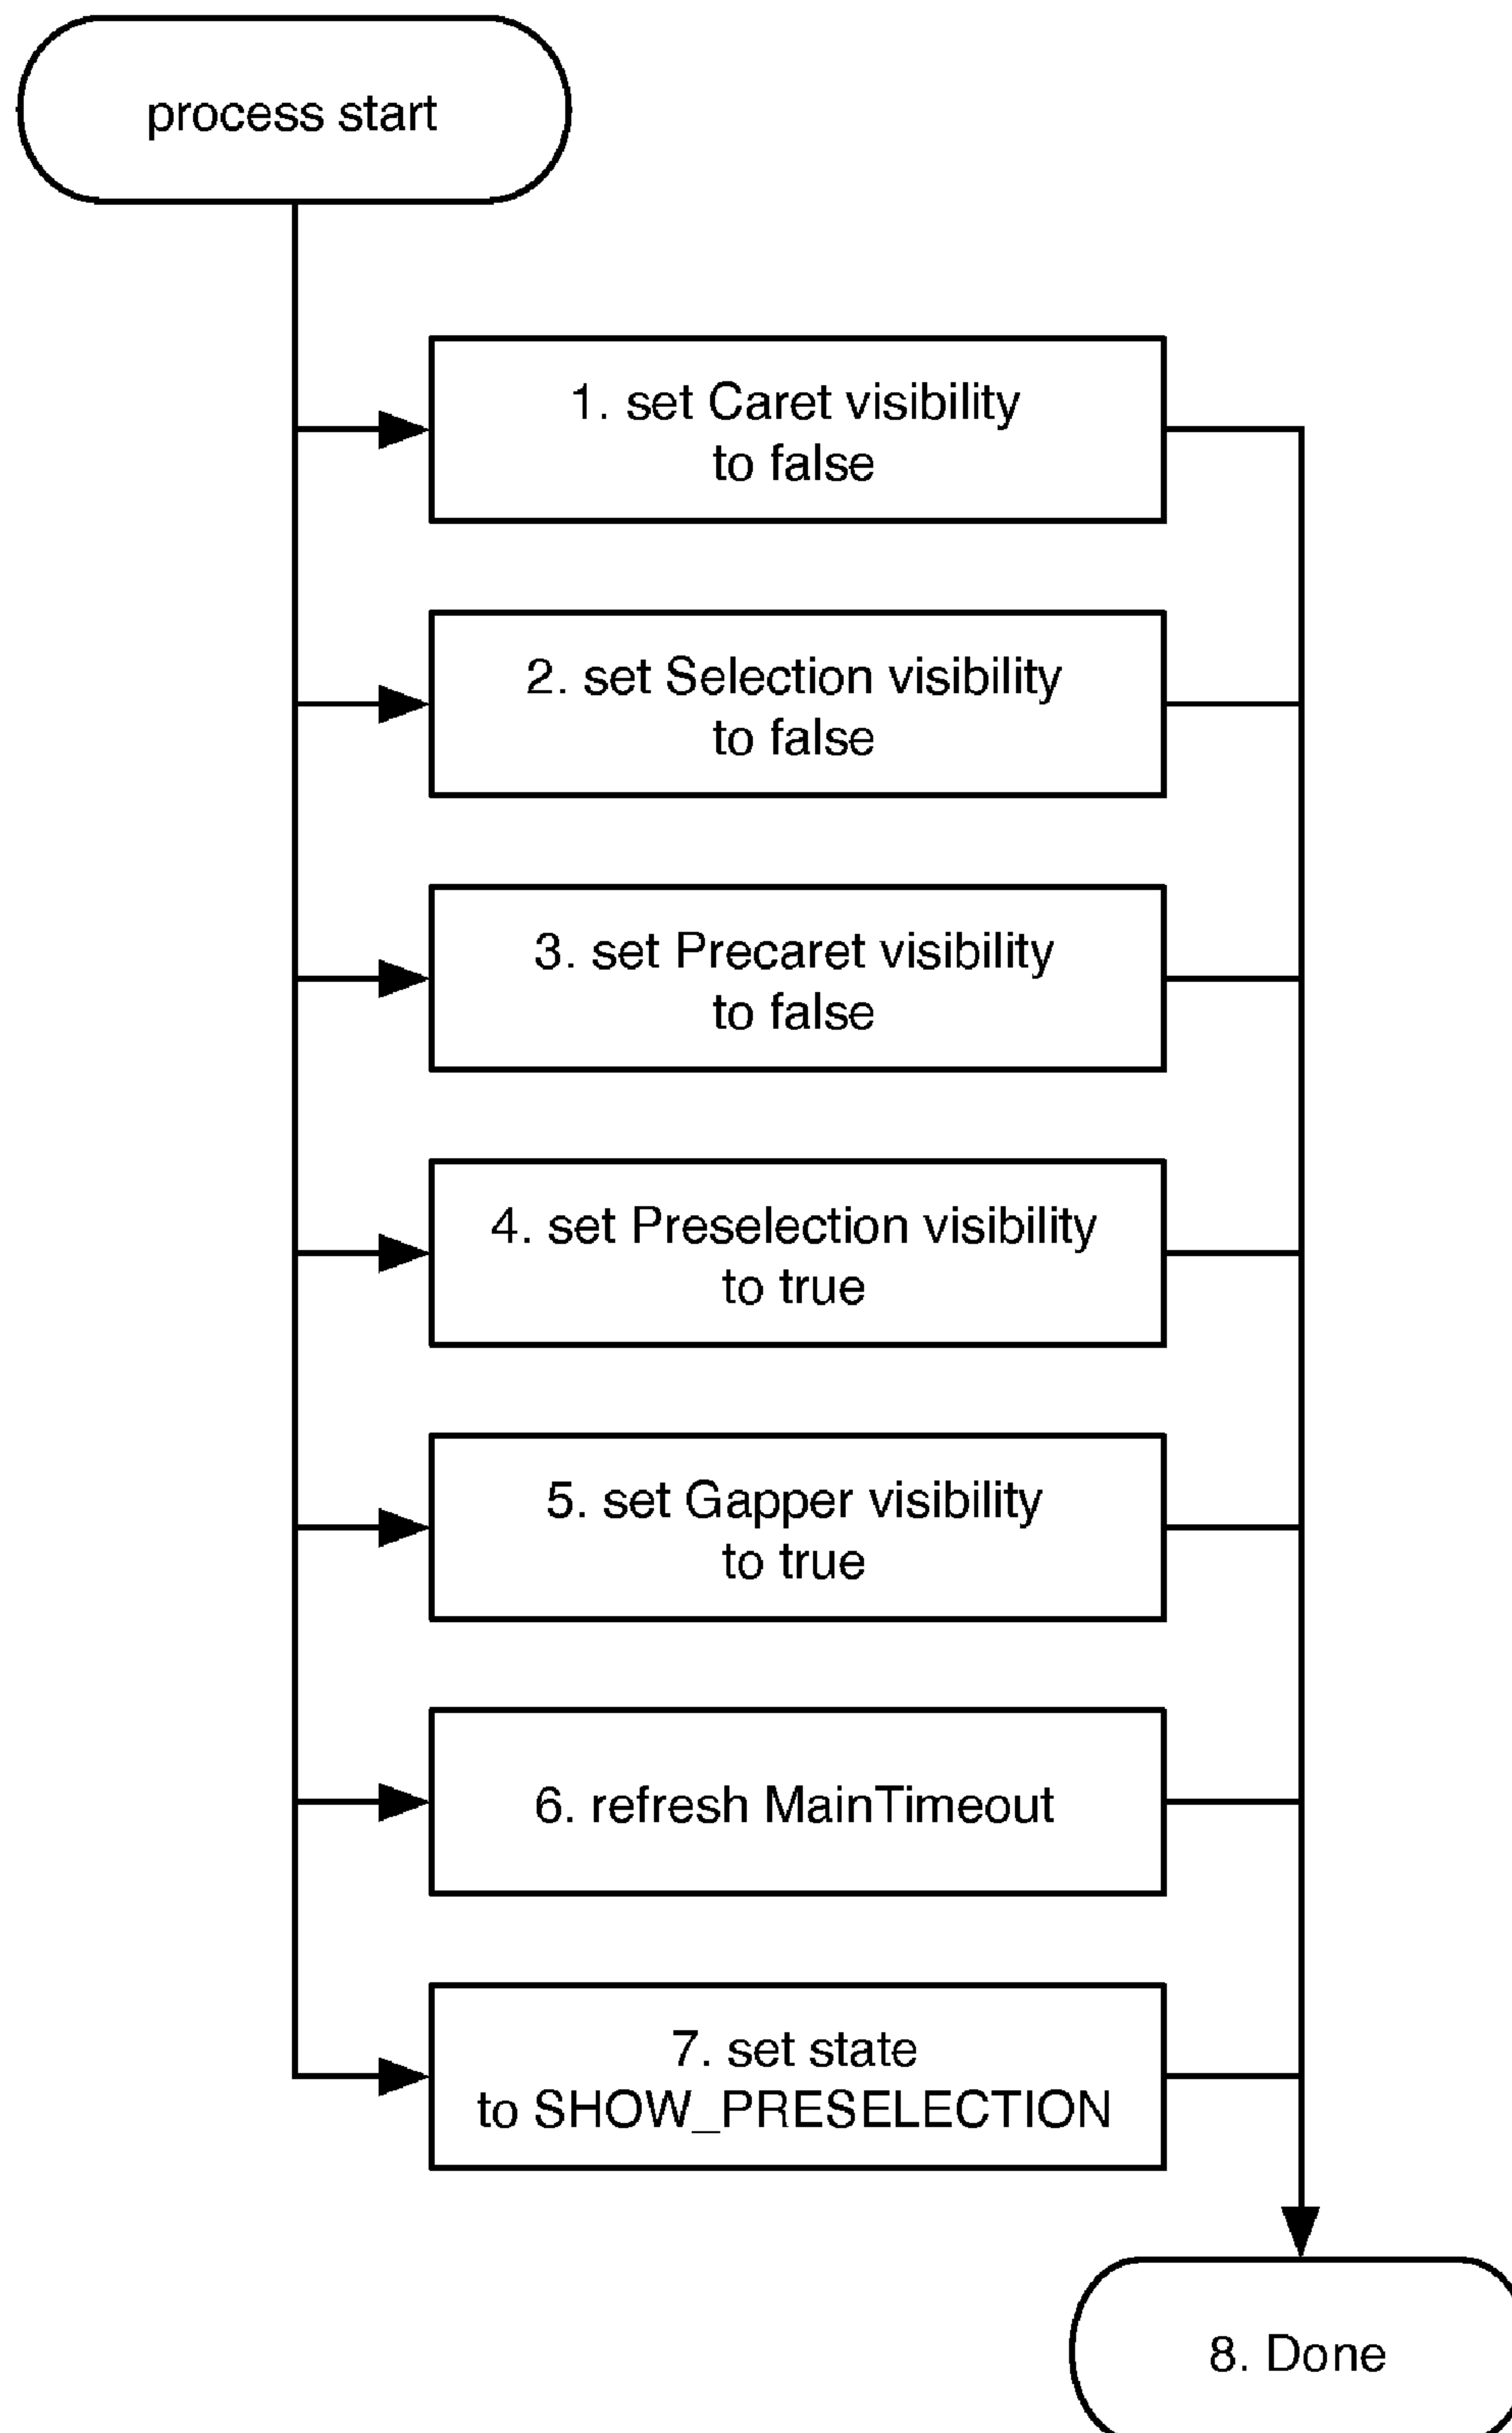 process start
1. set Caret visibility
to false
2. set Selection visibility
to false
3. set Precaret visibility
to false
4. set Preselection visibility
to true
5. set Gapper visibility
to true
6. refresh MainTimeout
7. set state
to SHOW_PRESELECTION
8. Done